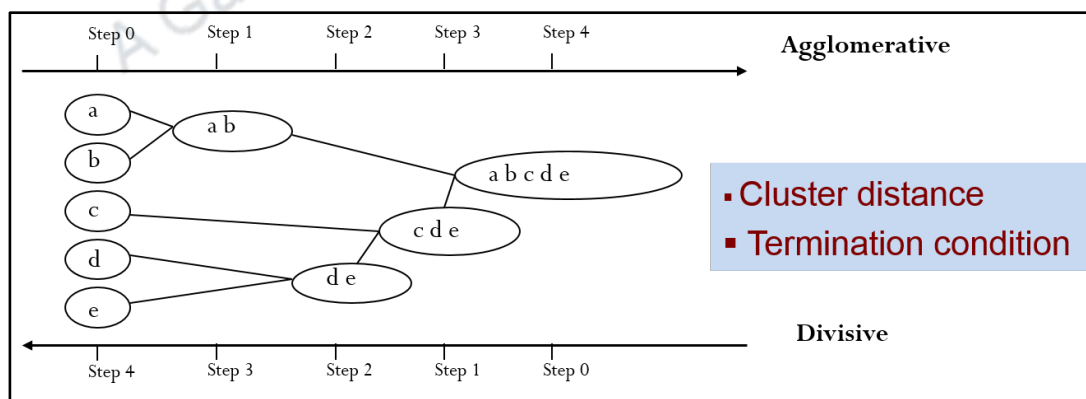 Step 0 Step 1 Step 2 Step 3 Step 4
Agglomerative
a
a b
b
a b c d e
▪ Cluster distance
c
c d e
▪ Termination condition
d
d e
e
Divisive
Step 4 Step 3 Step 2 Step 1 Step 0